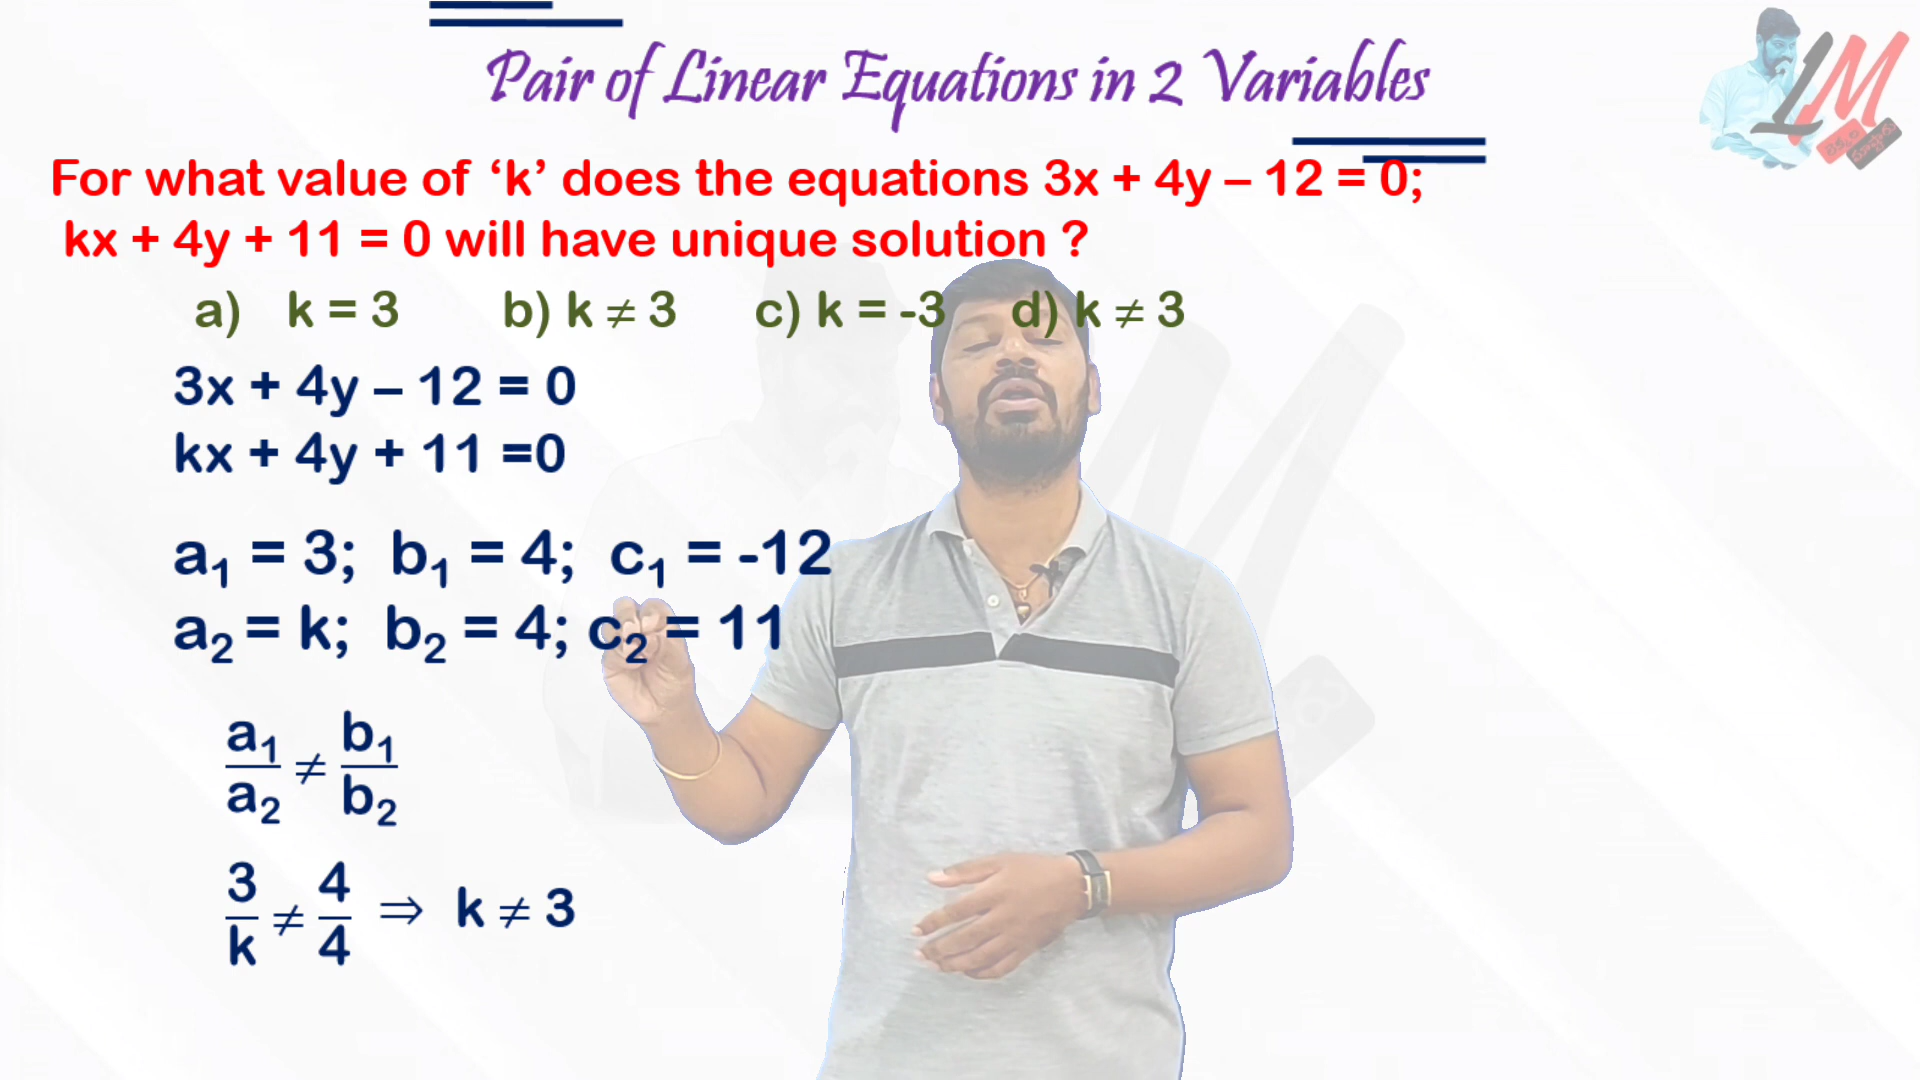 Pair of Linear Equations in 2 Variables
LM
For what value of ‘k’ does the equations 3x + 4y – 12 = 0;
kx + 4y + 11 = 0 will have unique solution ?
a) k = 3 b) k ≠ 3 c) k = -3 d) k ≠ 3
3x + 4y – 12 = 0
kx + 4y + 11 =0
a₁ = 3; b₁ = 4; c₁ = -12
a₂ = k; b₂ = 4; c₂ = 11
a₁/a₂ ≠ b₁/b₂
3/k ≠ 4/4 ⇒ k ≠ 3